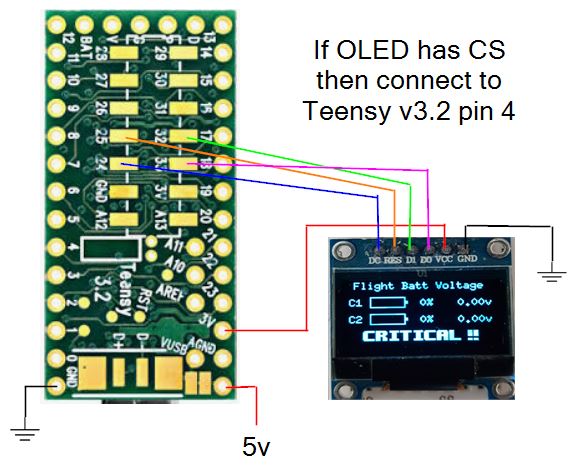 If OLED has CS
then connect to
Teensy v3.2 pin 4
12
BAT
V
D
13
11
28
29
14
10
27
30
15
9
26
31
16
8
25
32
17
7
24
33
18
6
GND
3V
19
5
A12
A13
20
4
A11
21
3
Teensy
3.2
A10
22
2
RST
AREF
23
1
3V
D+
D-
VUSB
AGND
0
GND
5v
DC RES D1 D0 VCC GND
Flight Batt Voltage
C1 0% 0.00v
C2 0% 0.00v
CRITICAL !!